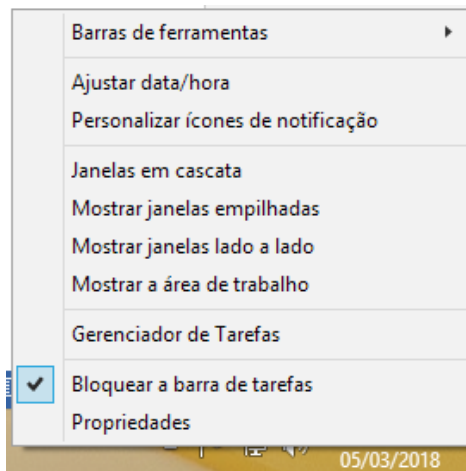 Barras de ferramentas
Ajustar data/hora
Personalizar ícones de notificação
Janelas em cascata
Mostrar janelas empilhadas
Mostrar janelas lado a lado
Mostrar a área de trabalho
Gerenciador de Tarefas
Bloquear a barra de tarefas
Propriedades
05/03/2018